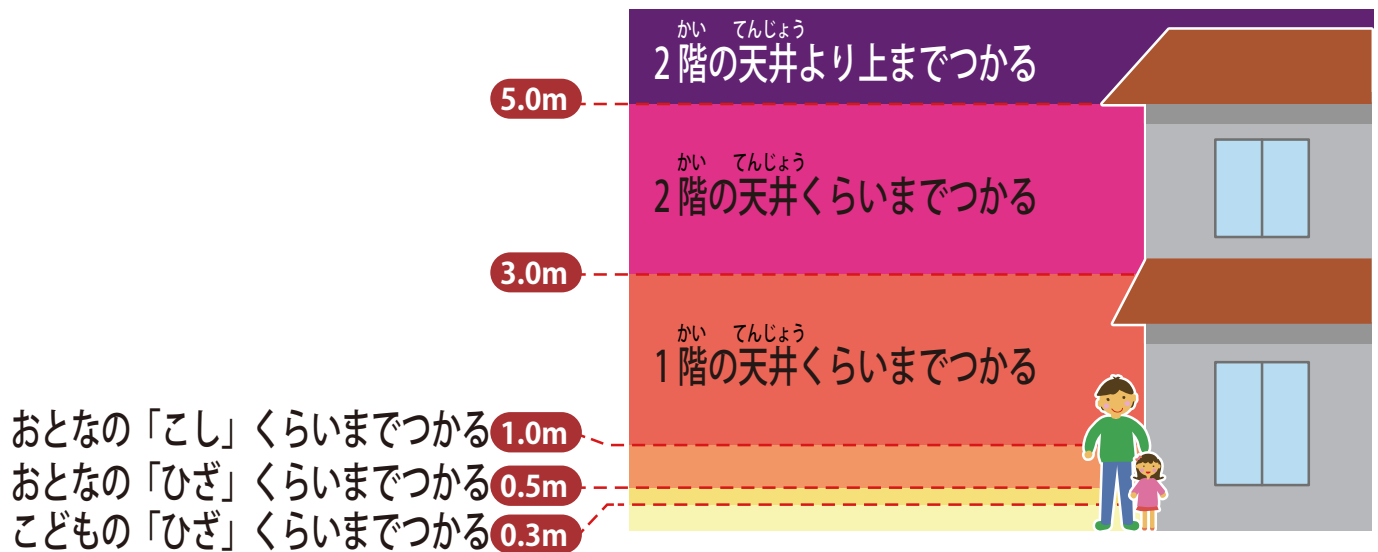 かい てんじょう
2階の天井より上までつかる
5.0m
かい てんじょう
2階の天井くらいまでつかる
3.0m
かい てんじょう
1階の天井くらいまでつかる
おとなの「こし」くらいまでつかる 1.0m
おとなの「ひざ」くらいまでつかる 0.5m
こどもの「ひざ」くらいまでつかる 0.3m